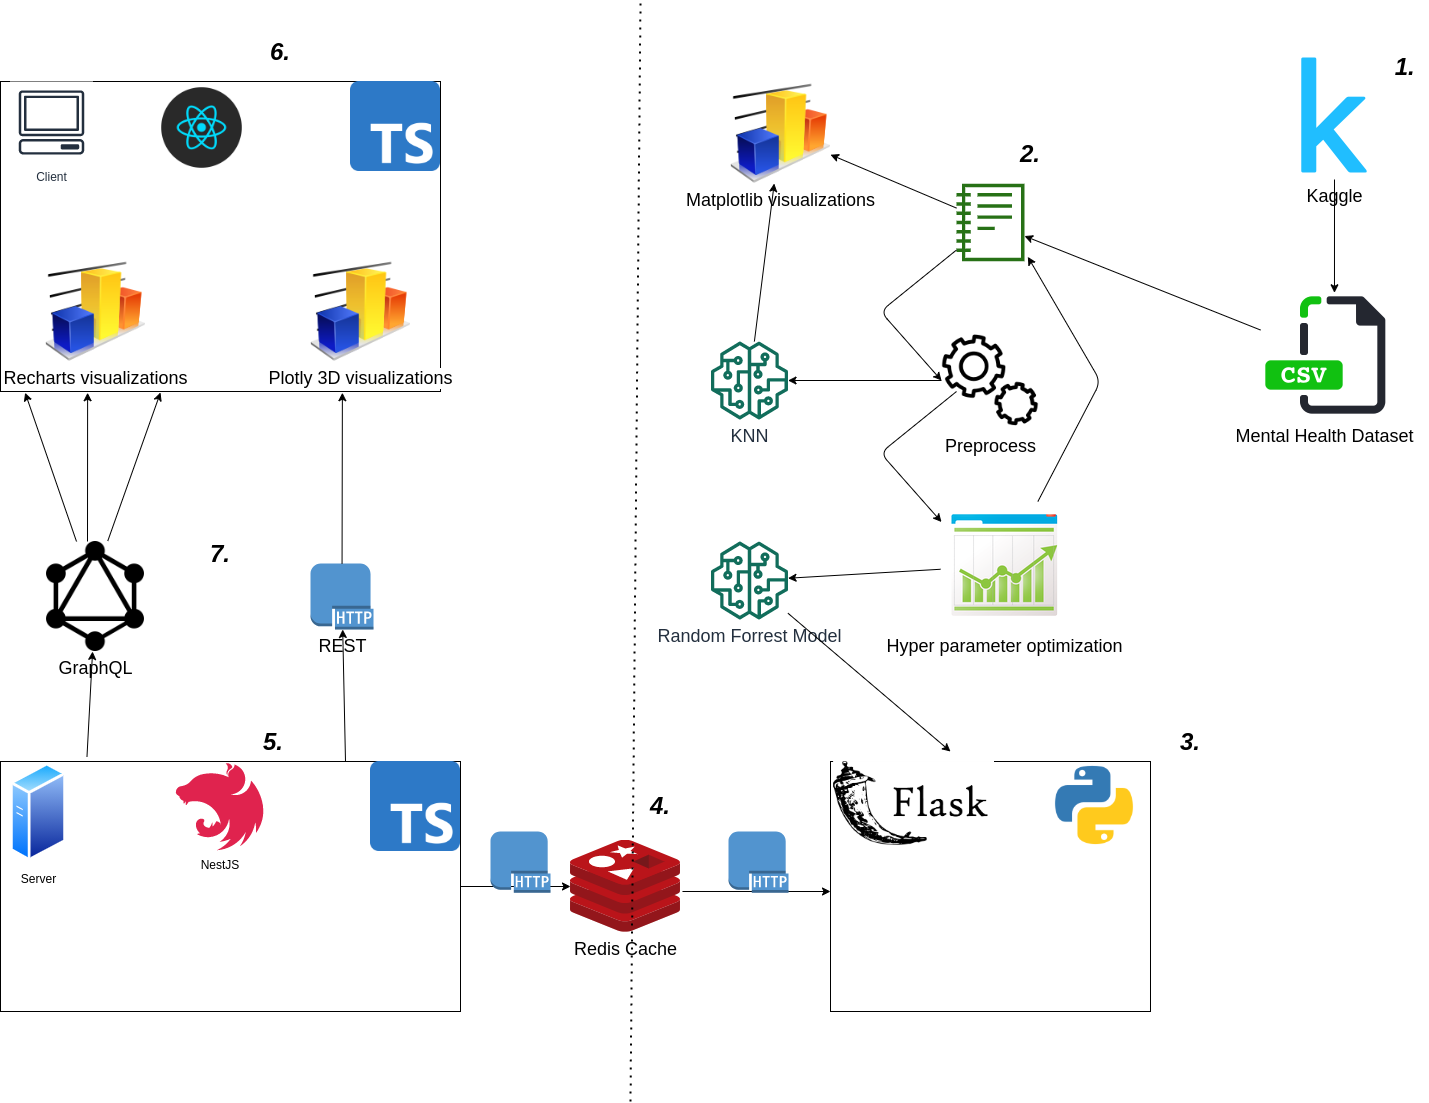 6.
1.
TS
Client
2.
Matplotlib visualizations
Kaggle
Recharts visualizations
Plotly 3D visualizations
CSV
KNN
Preprocess
Mental Health Dataset
7.
HTTP
GraphQL
REST
Random Forrest Model
Hyper parameter optimization
5.
3.
4.
TS
Flask
NestJS
Server
HTTP
HTTP
Redis Cache